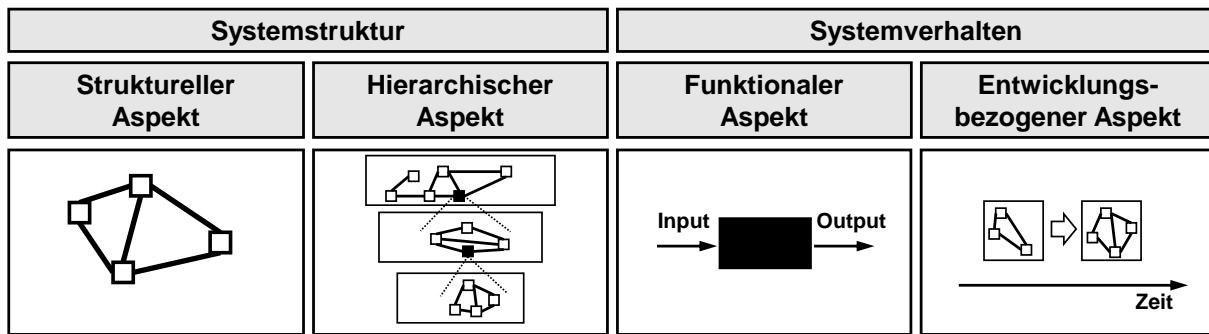 Systemstruktur
Systemverhalten
Struktureller
Aspekt
Hierarchischer
Aspekt
Funktionaler
Aspekt
Entwicklungs-
bezogener Aspekt
Input
Output
Zeit